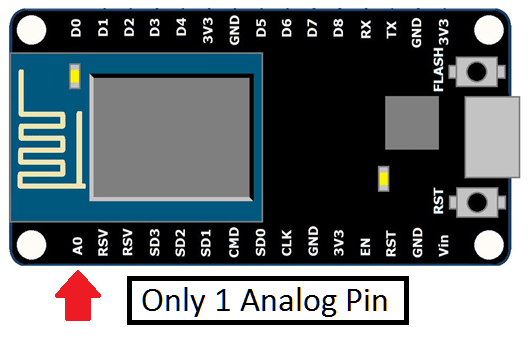 D0 D1 D2 D3 D4 3V3 GND D5 D6 D7 D8 RX TX GND 3V3
FLASH
RST
A0 RSV RSV SD3 SD2 SD1 CMD SD0 CLK GND 3V3 EN RST GND Vin
Only 1 Analog Pin